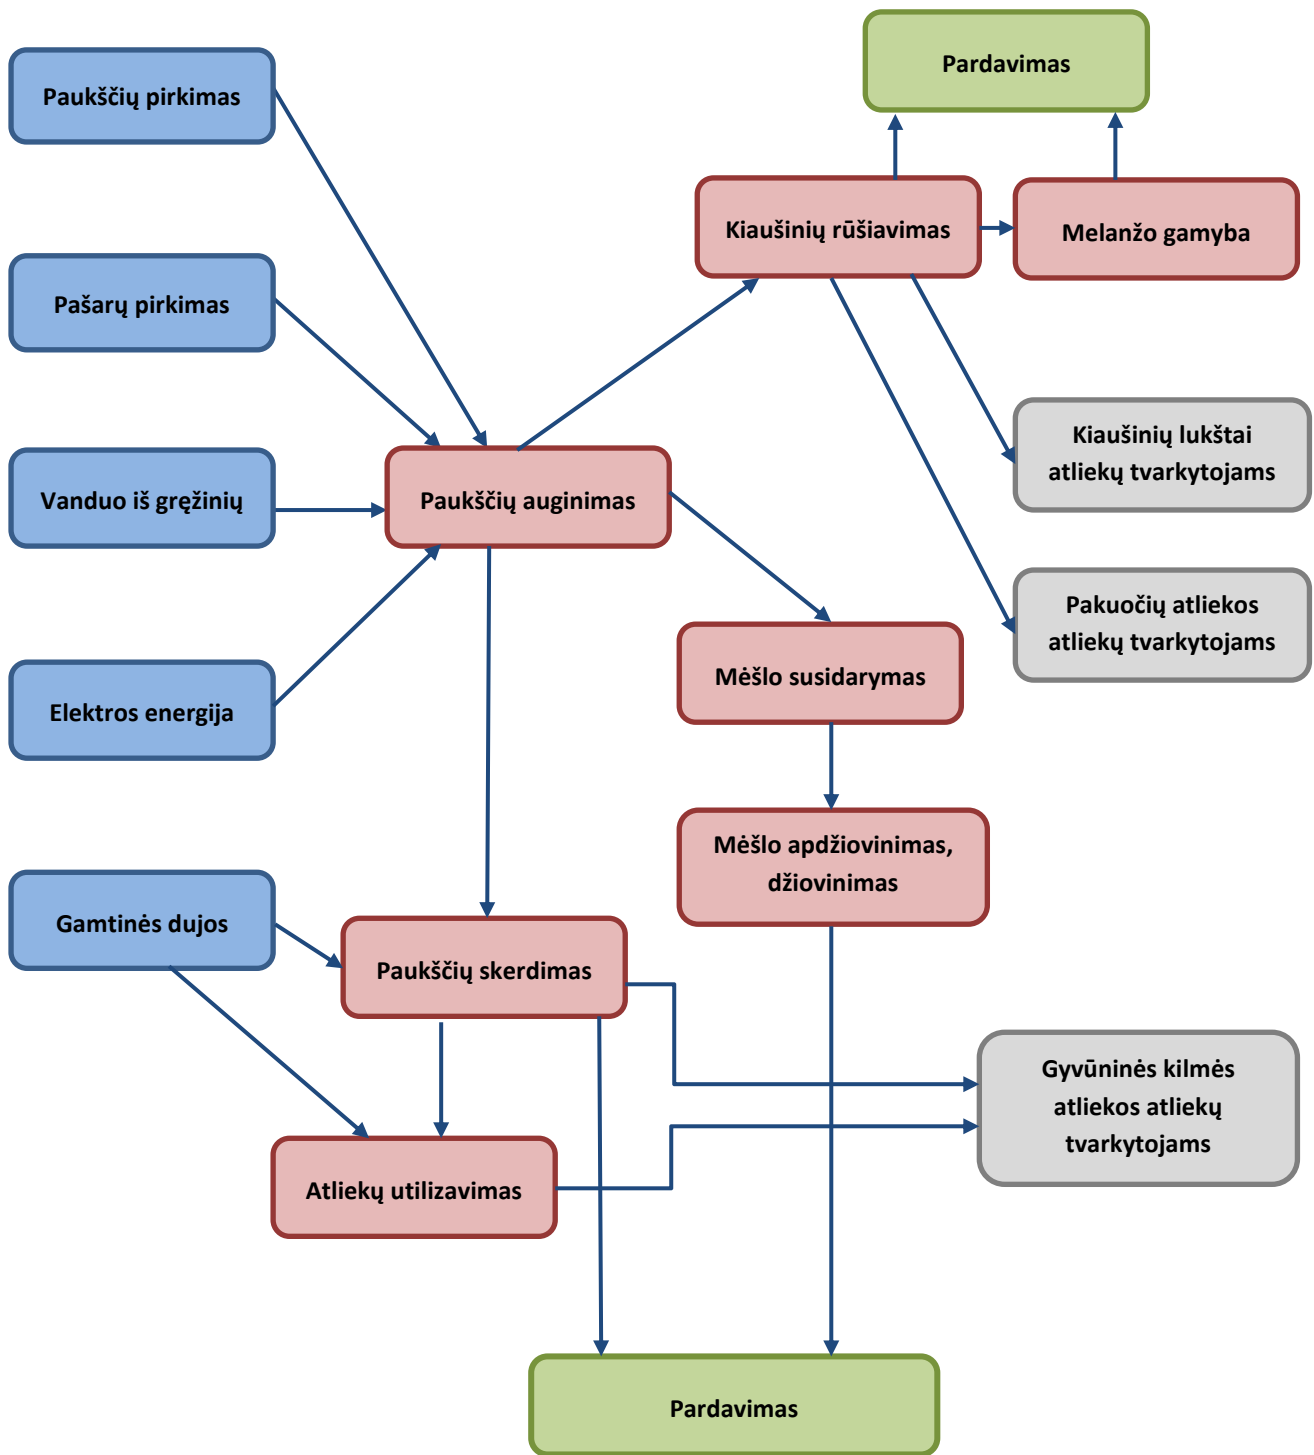 Pardavimas
Paukščių pirkimas
Kiaušinių rūšiavimas
Melanžo gamyba
Pašarų pirkimas
Kiaušinių lukštai
atliekų tvarkytojams
Vanduo iš gręžinių
Paukščių auginimas
Pakuočių atliekos
atliekų tvarkytojams
Mėšlo susidarymas
Elektros energija
Mėšlo apdžiovinimas,
džiovinimas
Gamtinės dujos
Paukščių skerdimas
Gyvūninės kilmės
atliekos atliekų
tvarkytojams
Atliekų utilizavimas
Pardavimas